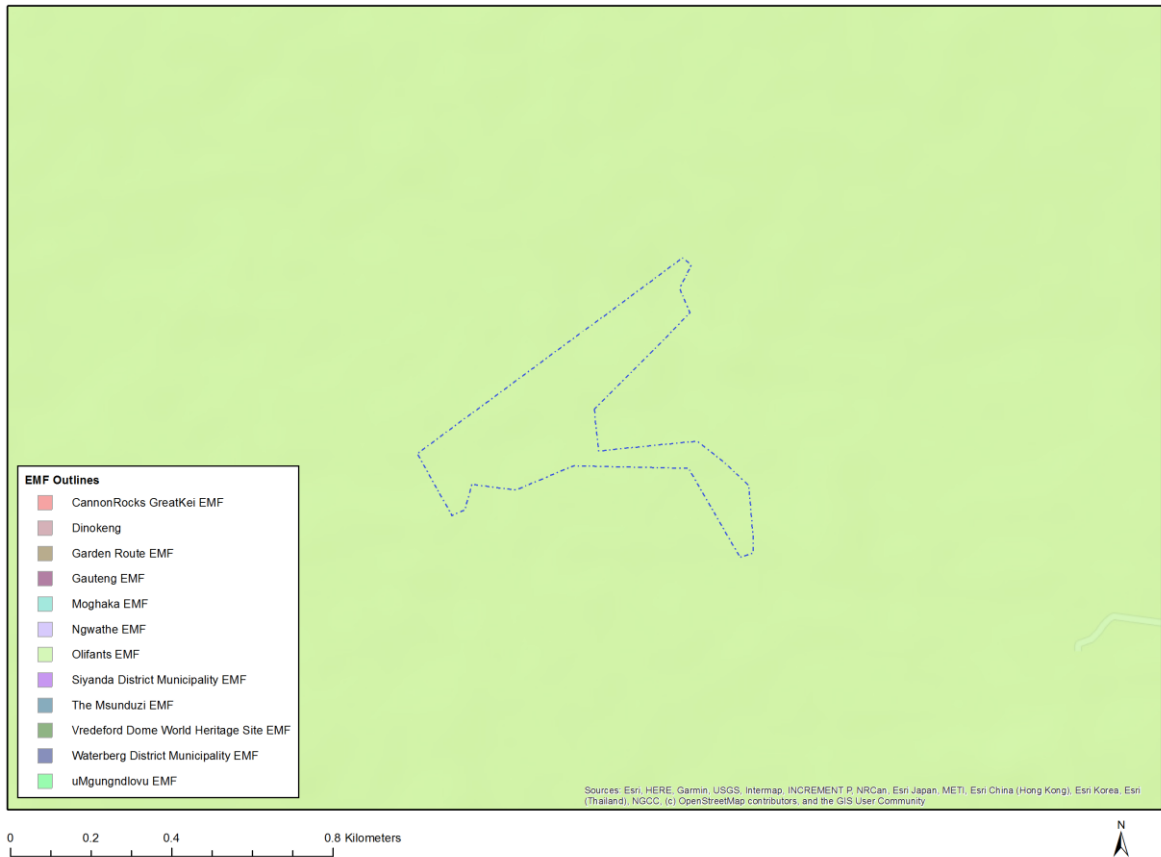 EMF Outlines
CannonRocks GreatKei EMF
Dinokeng
Garden Route EMF
Gauteng EMF
Moghaka EMF
Ngwathe EMF
Olifants EMF
Siyanda District Municipality EMF
The Msunduzi EMF
Vredeford Dome World Heritage Site EMF
Waterberg District Municipality EMF
uMgungndlovu EMF
Sources: Esri, HERE, Garmin, USGS, Intermap, INCREMENT P, NRCan, Esri Japan, METI, Esri China (Hong Kong), Esri Korea, Esri
(Thailand), NGCC, (c) OpenStreetMap contributors, and the GIS User Community
0 0.2 0.4 0.8 Kilometers
N